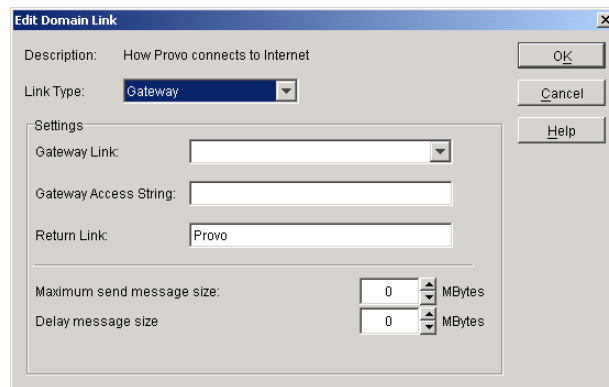 Edit Domain Link
Description: How Provo connects to Internet
OK
Link Type: Gateway
Cancel
Settings
Help
Gateway Link:
Gateway Access String:
Return Link: Provo
Maximum send message size: 0 MBytes
Delay message size 0 MBytes